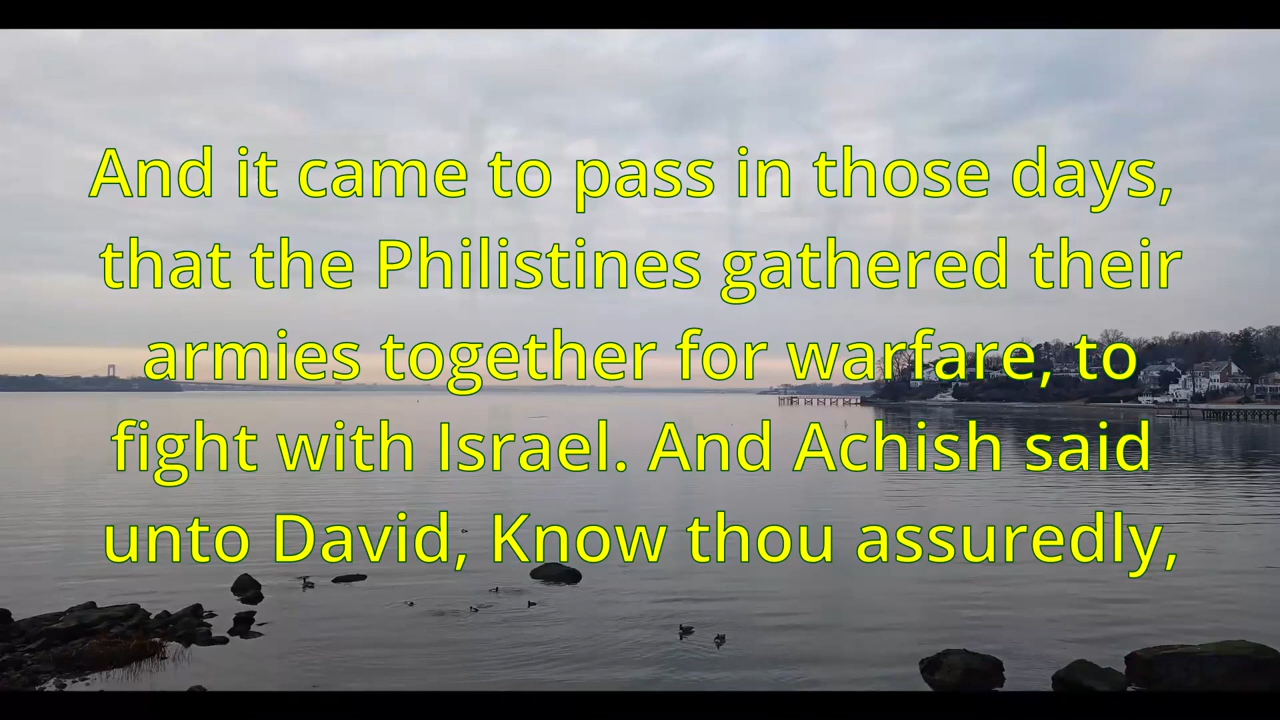 And it came to pass in those days,
that the Philistines gathered their
armies together for warfare, to
fight with Israel. And Achish said
unto David, Know thou assuredly,